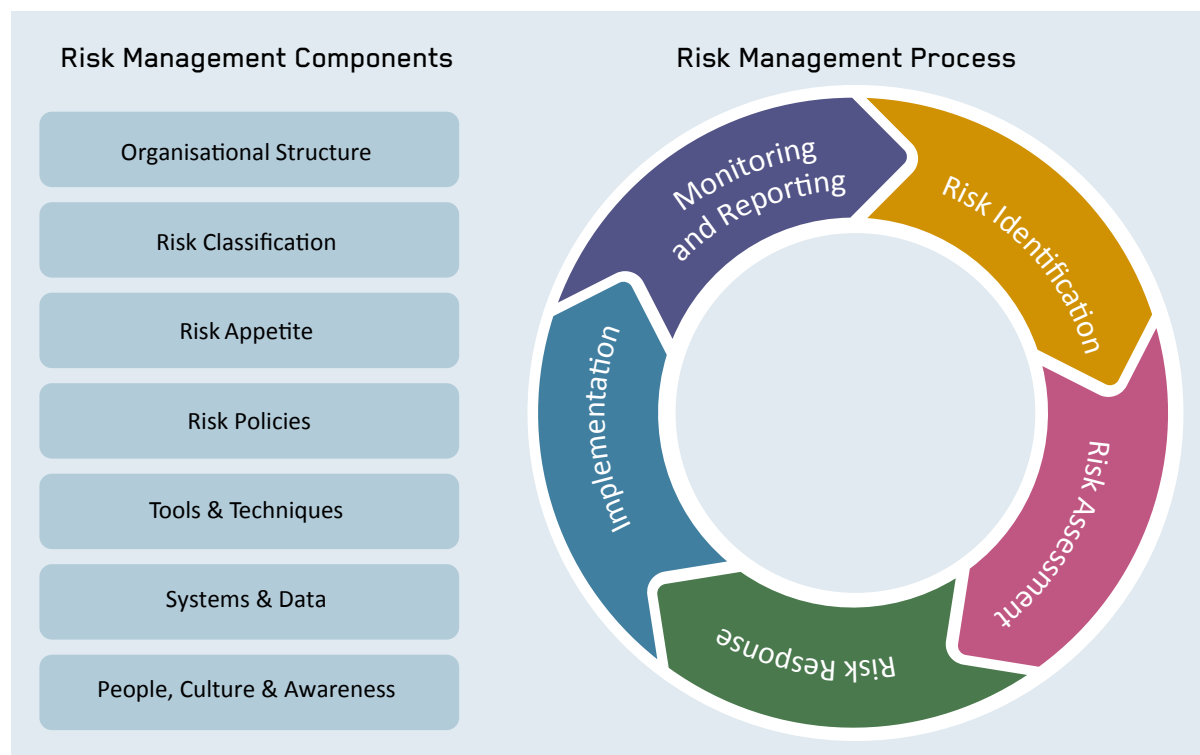 Risk Management Components
Organisational Structure
Risk Classification
Risk Appetite
Risk Policies
Tools & Techniques
Systems & Data
People, Culture & Awareness
Risk Management Process
Risk Identification
Risk Assessment
Risk Response
Implementation
Monitoring
and Reporting